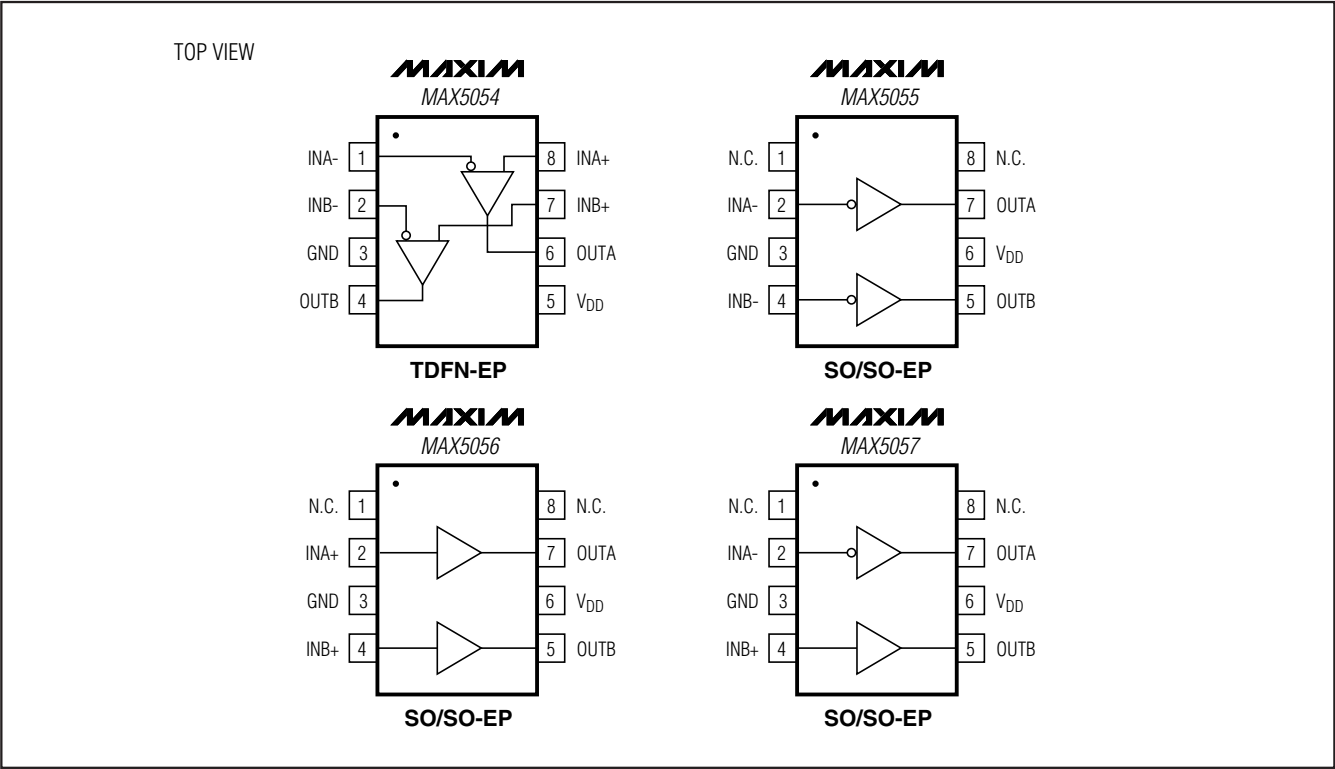 TOP VIEW
MAXIM
MAX5054
INA- 1
8 INA+
INB- 2
7 INB+
GND 3
6 OUTA
OUTB 4
5 VDD
TDFN-EP
MAXIM
MAX5055
N.C. 1
8 N.C.
INA- 2
7 OUTA
GND 3
6 VDD
INB- 4
5 OUTB
SO/SO-EP
MAXIM
MAX5056
N.C. 1
8 N.C.
INA+ 2
7 OUTA
GND 3
6 VDD
INB+ 4
5 OUTB
SO/SO-EP
MAXIM
MAX5057
N.C. 1
8 N.C.
INA- 2
7 OUTA
GND 3
6 VDD
INB+ 4
5 OUTB
SO/SO-EP